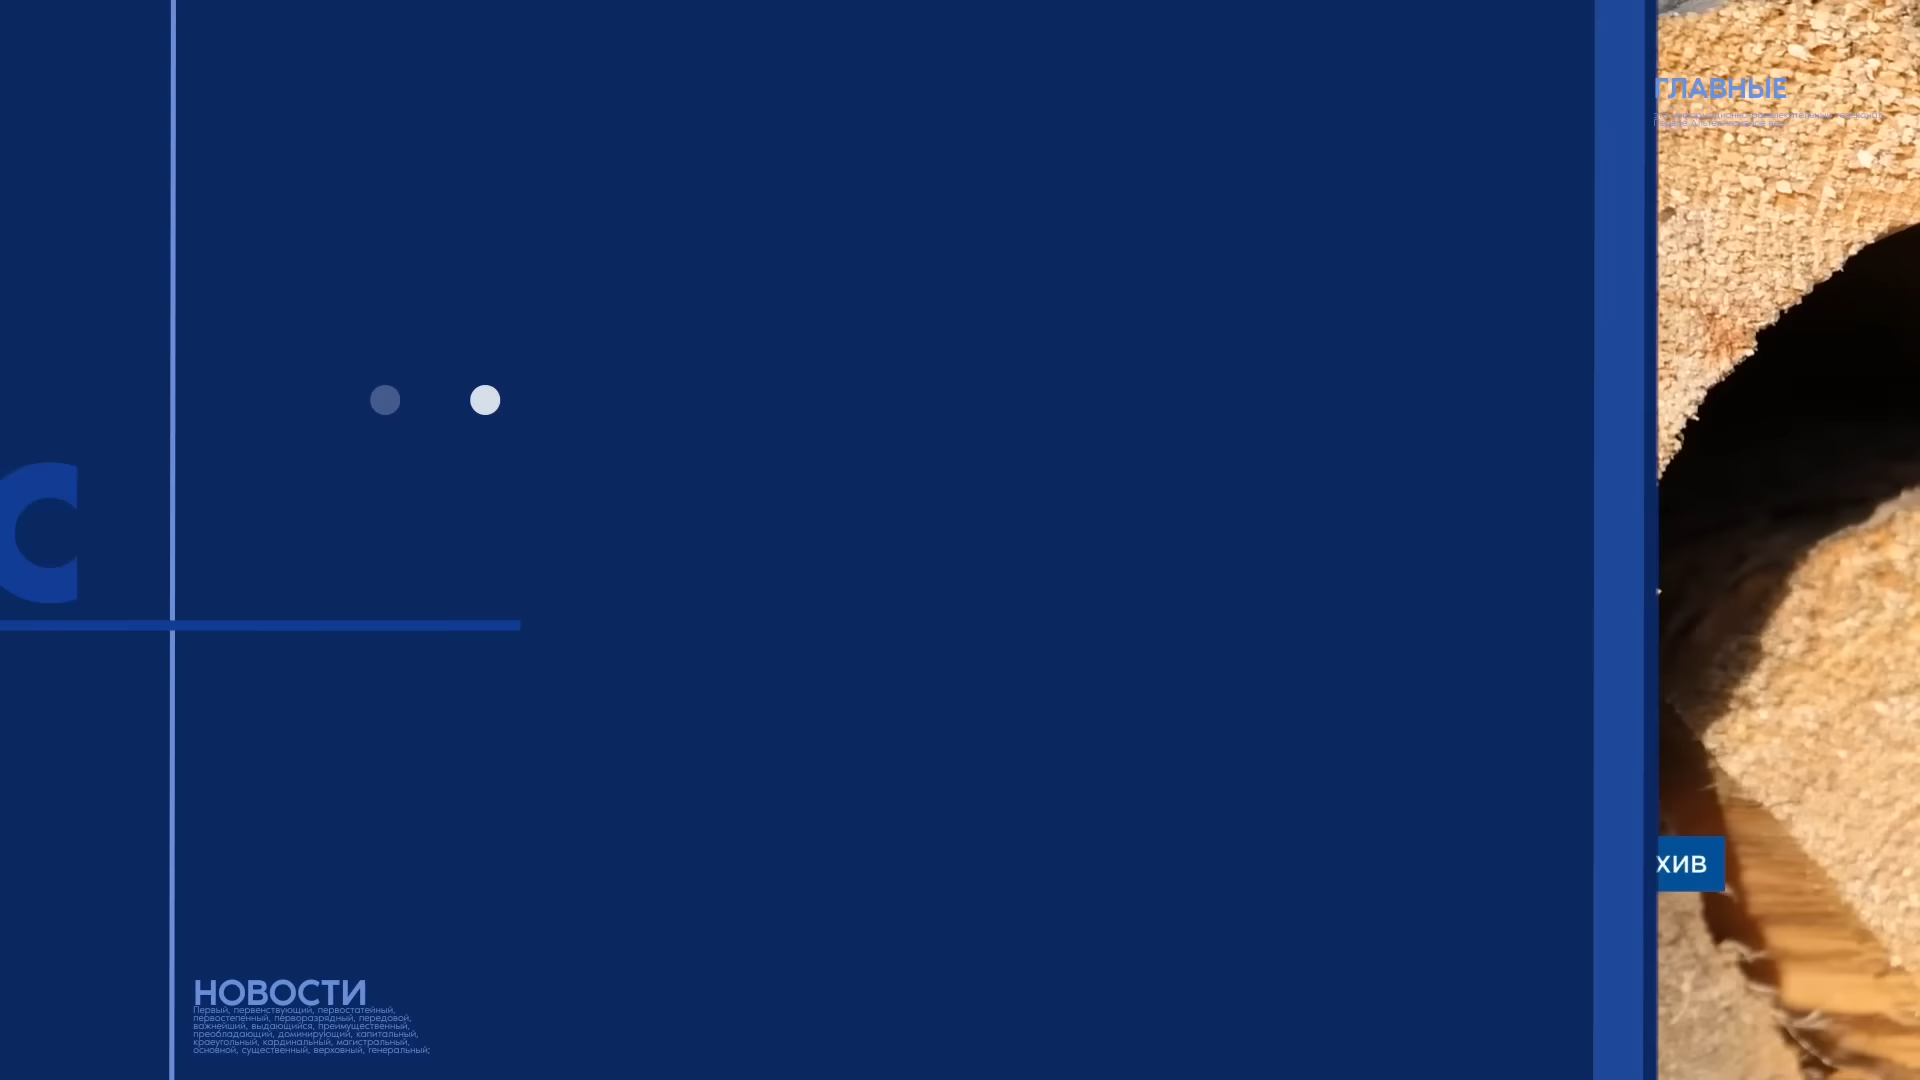 ГЛАВНЫЕ
С
ХИВ
НОВОСТИ
Первый, первенствующий, первостатейный,
первостепенный, перворазрядный, передовой,
важнейший, выдающийся, преимущественный,
преобладающий, доминирующий, капитальный,
краеугольный, кардинальный, магистральный,
основной, существенный, верховный, генеральный;